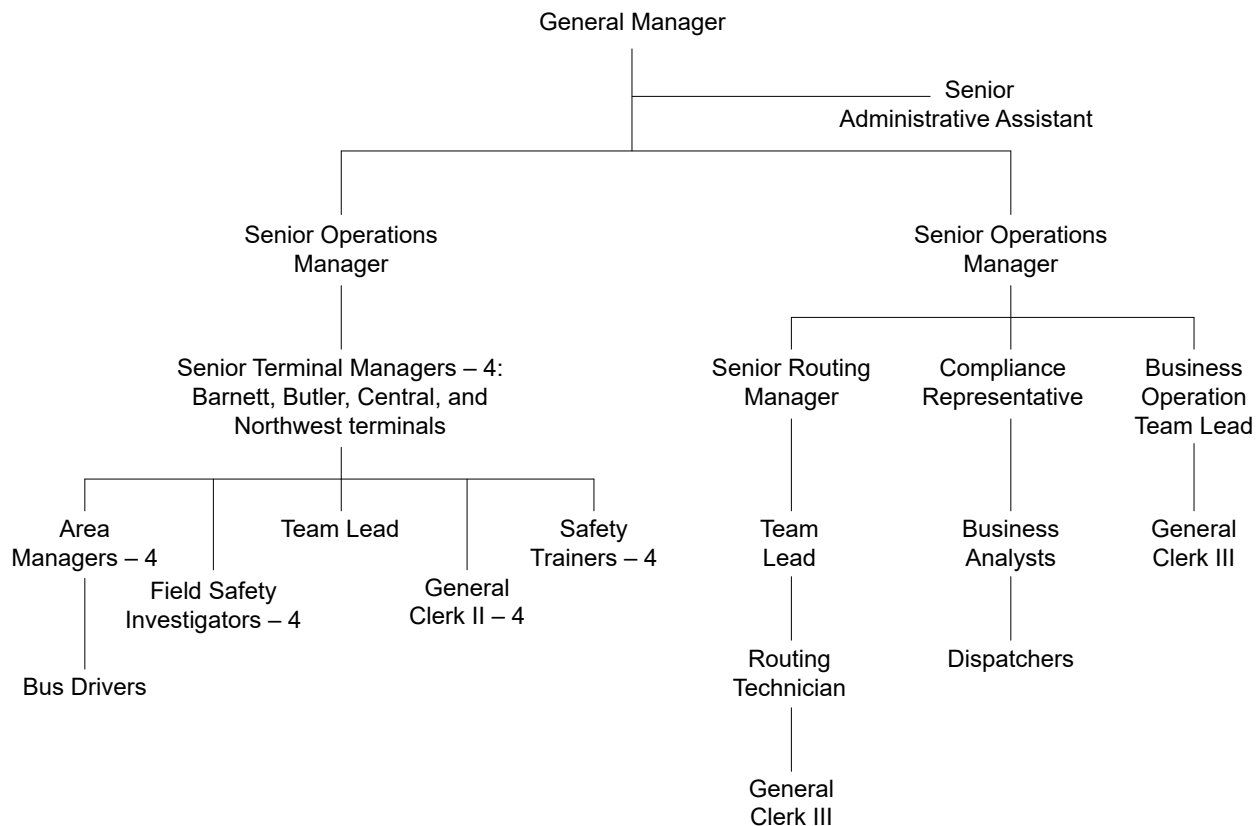 General Manager
Senior
Administrative Assistant
Senior Operations
Manager
Senior Operations
Manager
Senior Terminal Managers – 4:
Barnett, Butler, Central, and
Northwest terminals
Senior Routing
Manager
Compliance
Representative
Business
Operation
Team Lead
Area
Managers – 4
Field Safety
Investigators – 4
Team Lead
General
Clerk II – 4
Safety
Trainers – 4
Team
Lead
Business
Analysts
General
Clerk III
Bus Drivers
Routing
Technician
Dispatchers
General
Clerk III